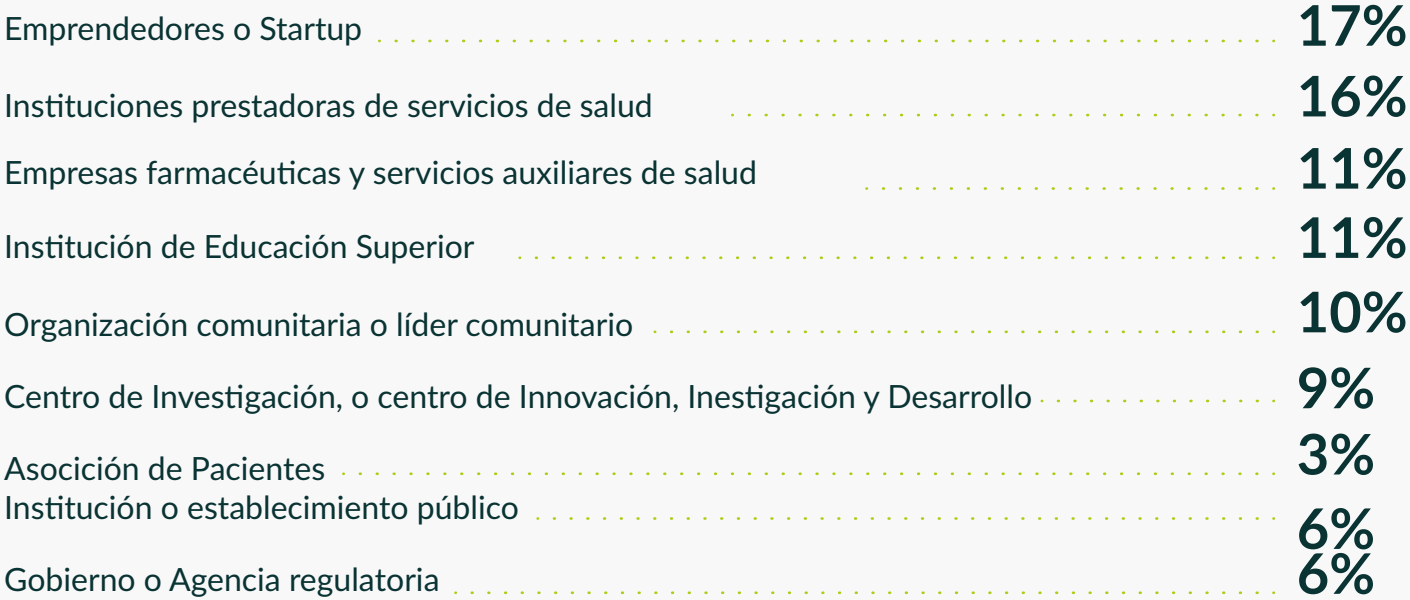 Emprendedores o Startup 17%
Instituciones prestadoras de servicios de salud 16%
Empresas farmacéuticas y servicios auxiliares de salud 11%
Institución de Educación Superior 11%
Organización comunitaria o líder comunitario 10%
Centro de Investigación, o centro de Innovación, Inestigación y Desarrollo 9%
Asocición de Pacientes 3%
Institución o establecimiento público 6%
Gobierno o Agencia regulatoria 6%